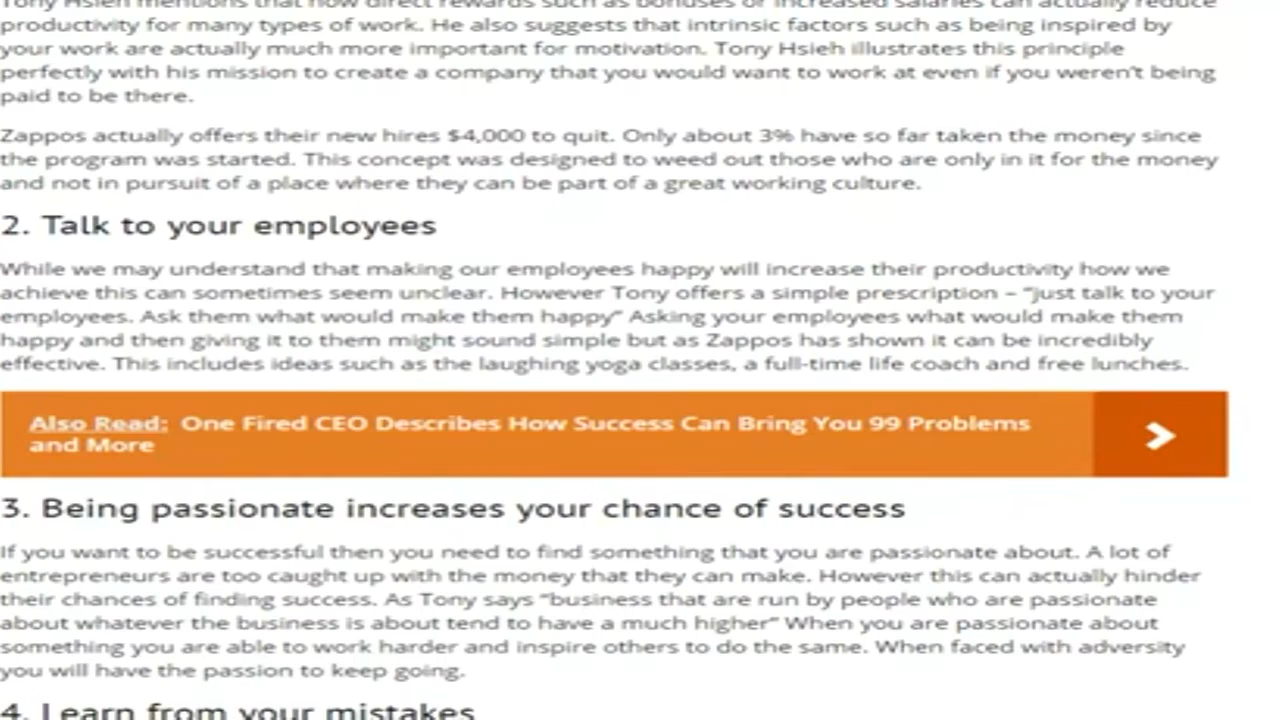 Tony Hsieh mentions that how direct rewards such as bonuses or increased salaries can actually reduce
productivity for many types of work. He also suggests that intrinsic factors such as being inspired by
your work are actually much more important for motivation. Tony Hsieh illustrates this principle
perfectly with his mission to create a company that you would want to work at even if you weren't being
paid to be there.
Zappos actually offers their new hires $4,000 to quit. Only about 3% have so far taken the money since
the program was started. This concept was designed to weed out those who are only in it for the money
and not in pursuit of a place where they can be part of a great working culture.
2. Talk to your employees
While we may understand that making our employees happy will increase their productivity how we
achieve this can sometimes seem unclear. However Tony offers a simple prescription – “Just talk to your
employees. Ask them what would make them happy” Asking your employees what would make them
happy and then giving it to them might sound simple but as Zappos has shown it can be incredibly
effective. This includes ideas such as the laughing yoga classes, a full-time life coach and free lunches.
Also Read: One Fired CEO Describes How Success Can Bring You 99 Problems
and More
3. Being passionate increases your chance of success
If you want to be successful then you need to find something that you are passionate about. A lot of
entrepreneurs are too caught up with the money that they can make. However this can actually hinder
their chances of finding success. As Tony says “business that are run by people who are passionate
about whatever the business is about tend to have a much higher” When you are passionate about
something you are able to work harder and inspire others to do the same. When faced with adversity
you will have the passion to keep going.
4. Learn from your mistakes